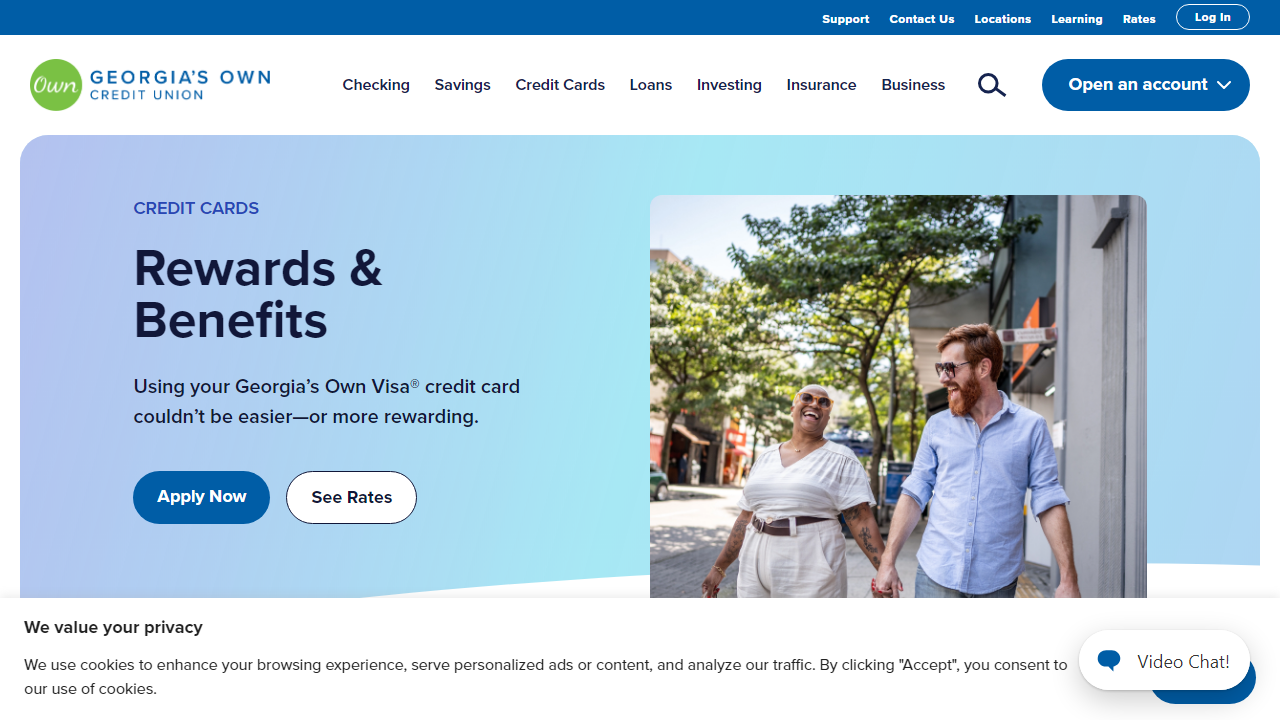 Support Contact Us Locations Learning Rates Log In
Own GEORGIA'S OWN
CREDIT UNION
Checking Savings Credit Cards Loans Investing Insurance Business Open an account
CREDIT CARDS
Rewards &
Benefits
Using your Georgia's Own Visa® credit card
couldn't be easier—or more rewarding.
Apply Now See Rates
We value your privacy
We use cookies to enhance your browsing experience, serve personalized ads or content, and analyze our traffic. By clicking "Accept", you consent to
our use of cookies.
Video Chat!